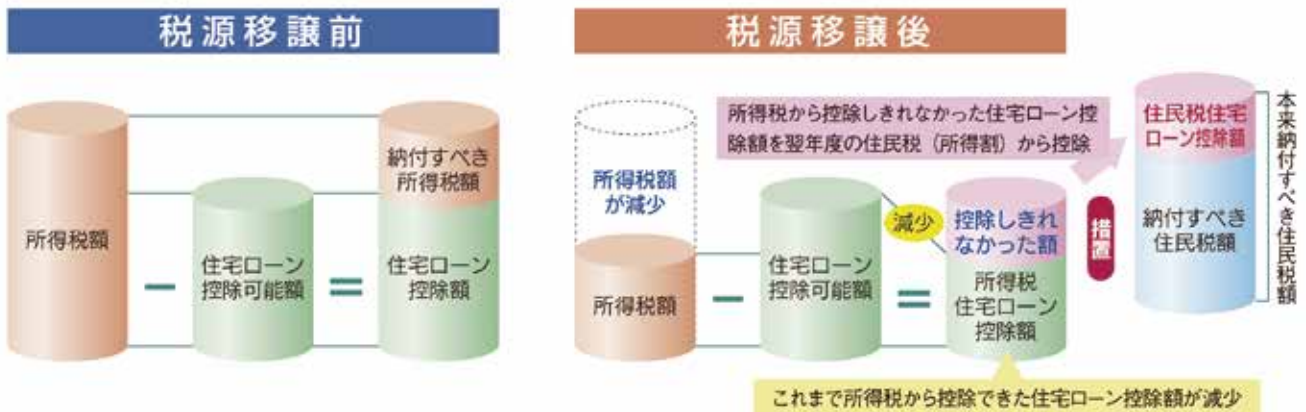 税源移譲前
所得税額
－
住宅ローン
控除可能額
＝
納付すべき
所得税額
住宅ローン
控除額
税源移譲後
所得税額
が減少
所得税額
－
住宅ローン
控除可能額
＝
減少
控除しきれ
なかった額
所得税
住宅ローン
控除額
所得税から控除しきれなかった住宅ローン控
除額を翌年度の住民税（所得割）から控除
措置
住民税住宅
ローン控除額
納付すべき
住民税額
本来納付すべき住民税額
これまで所得税から控除できた住宅ローン控除額が減少